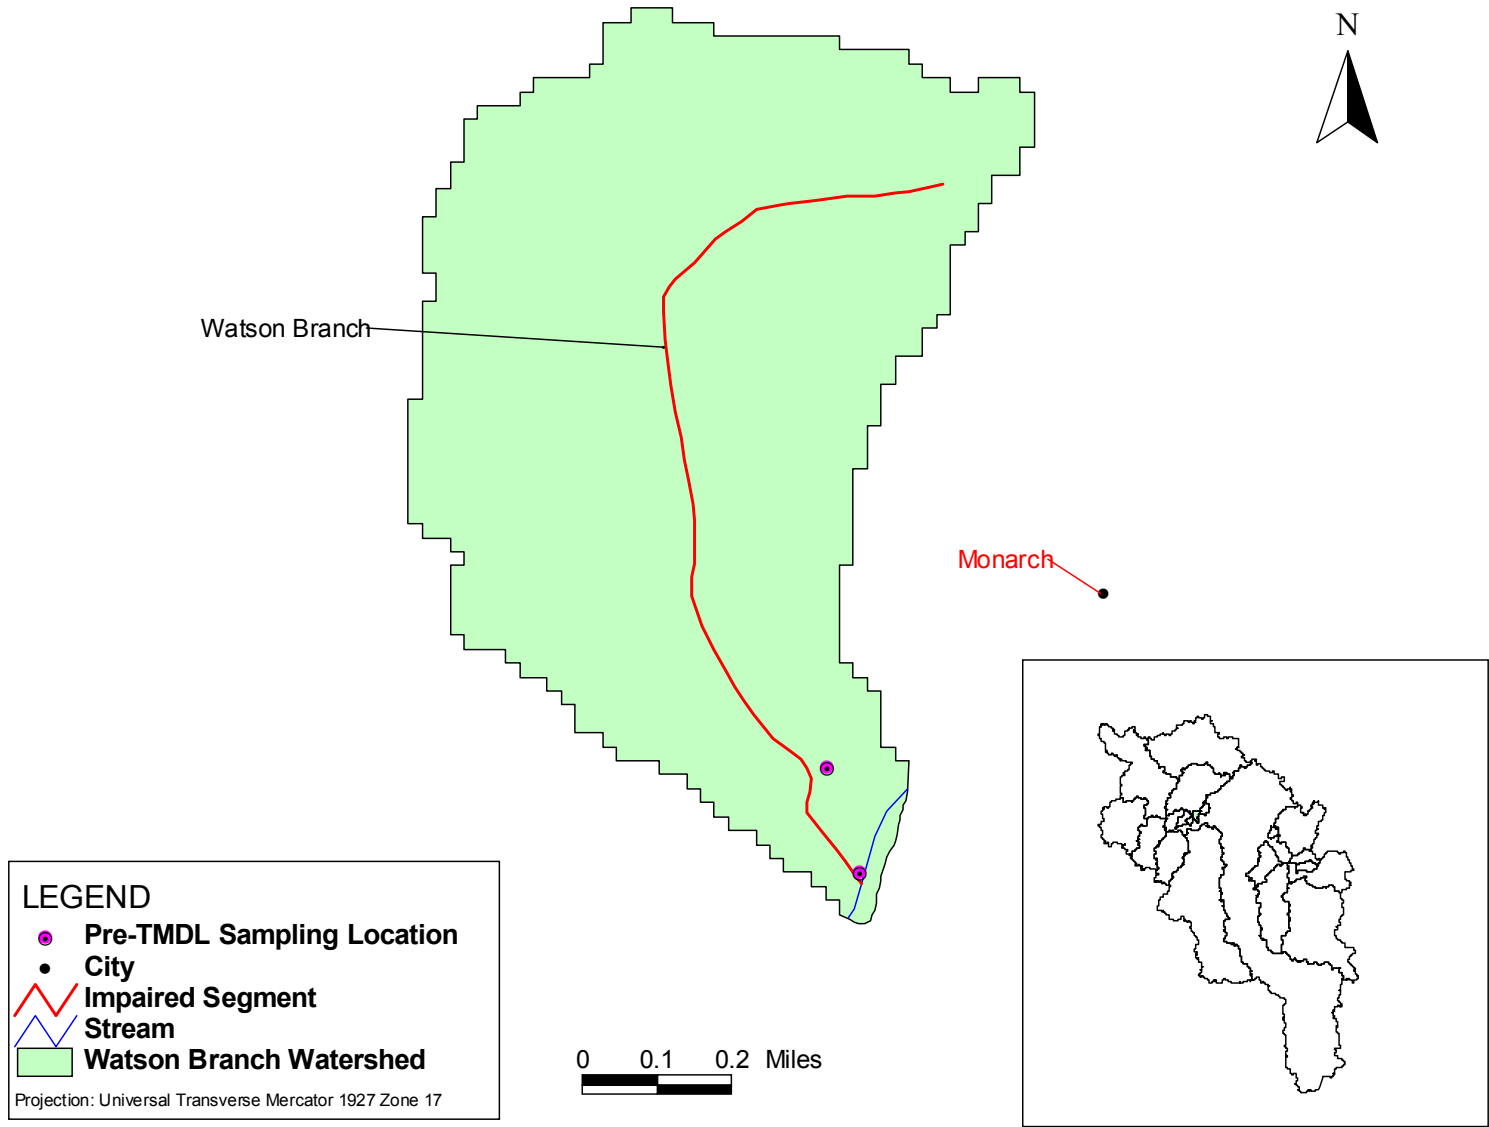 N
Watson Branch
Monarch
LEGEND
Pre-TMDL Sampling Location
City
Impaired Segment
Stream
Watson Branch Watershed
Projection: Universal Transverse Mercator 1927 Zone 17
0 0.1 0.2 Miles